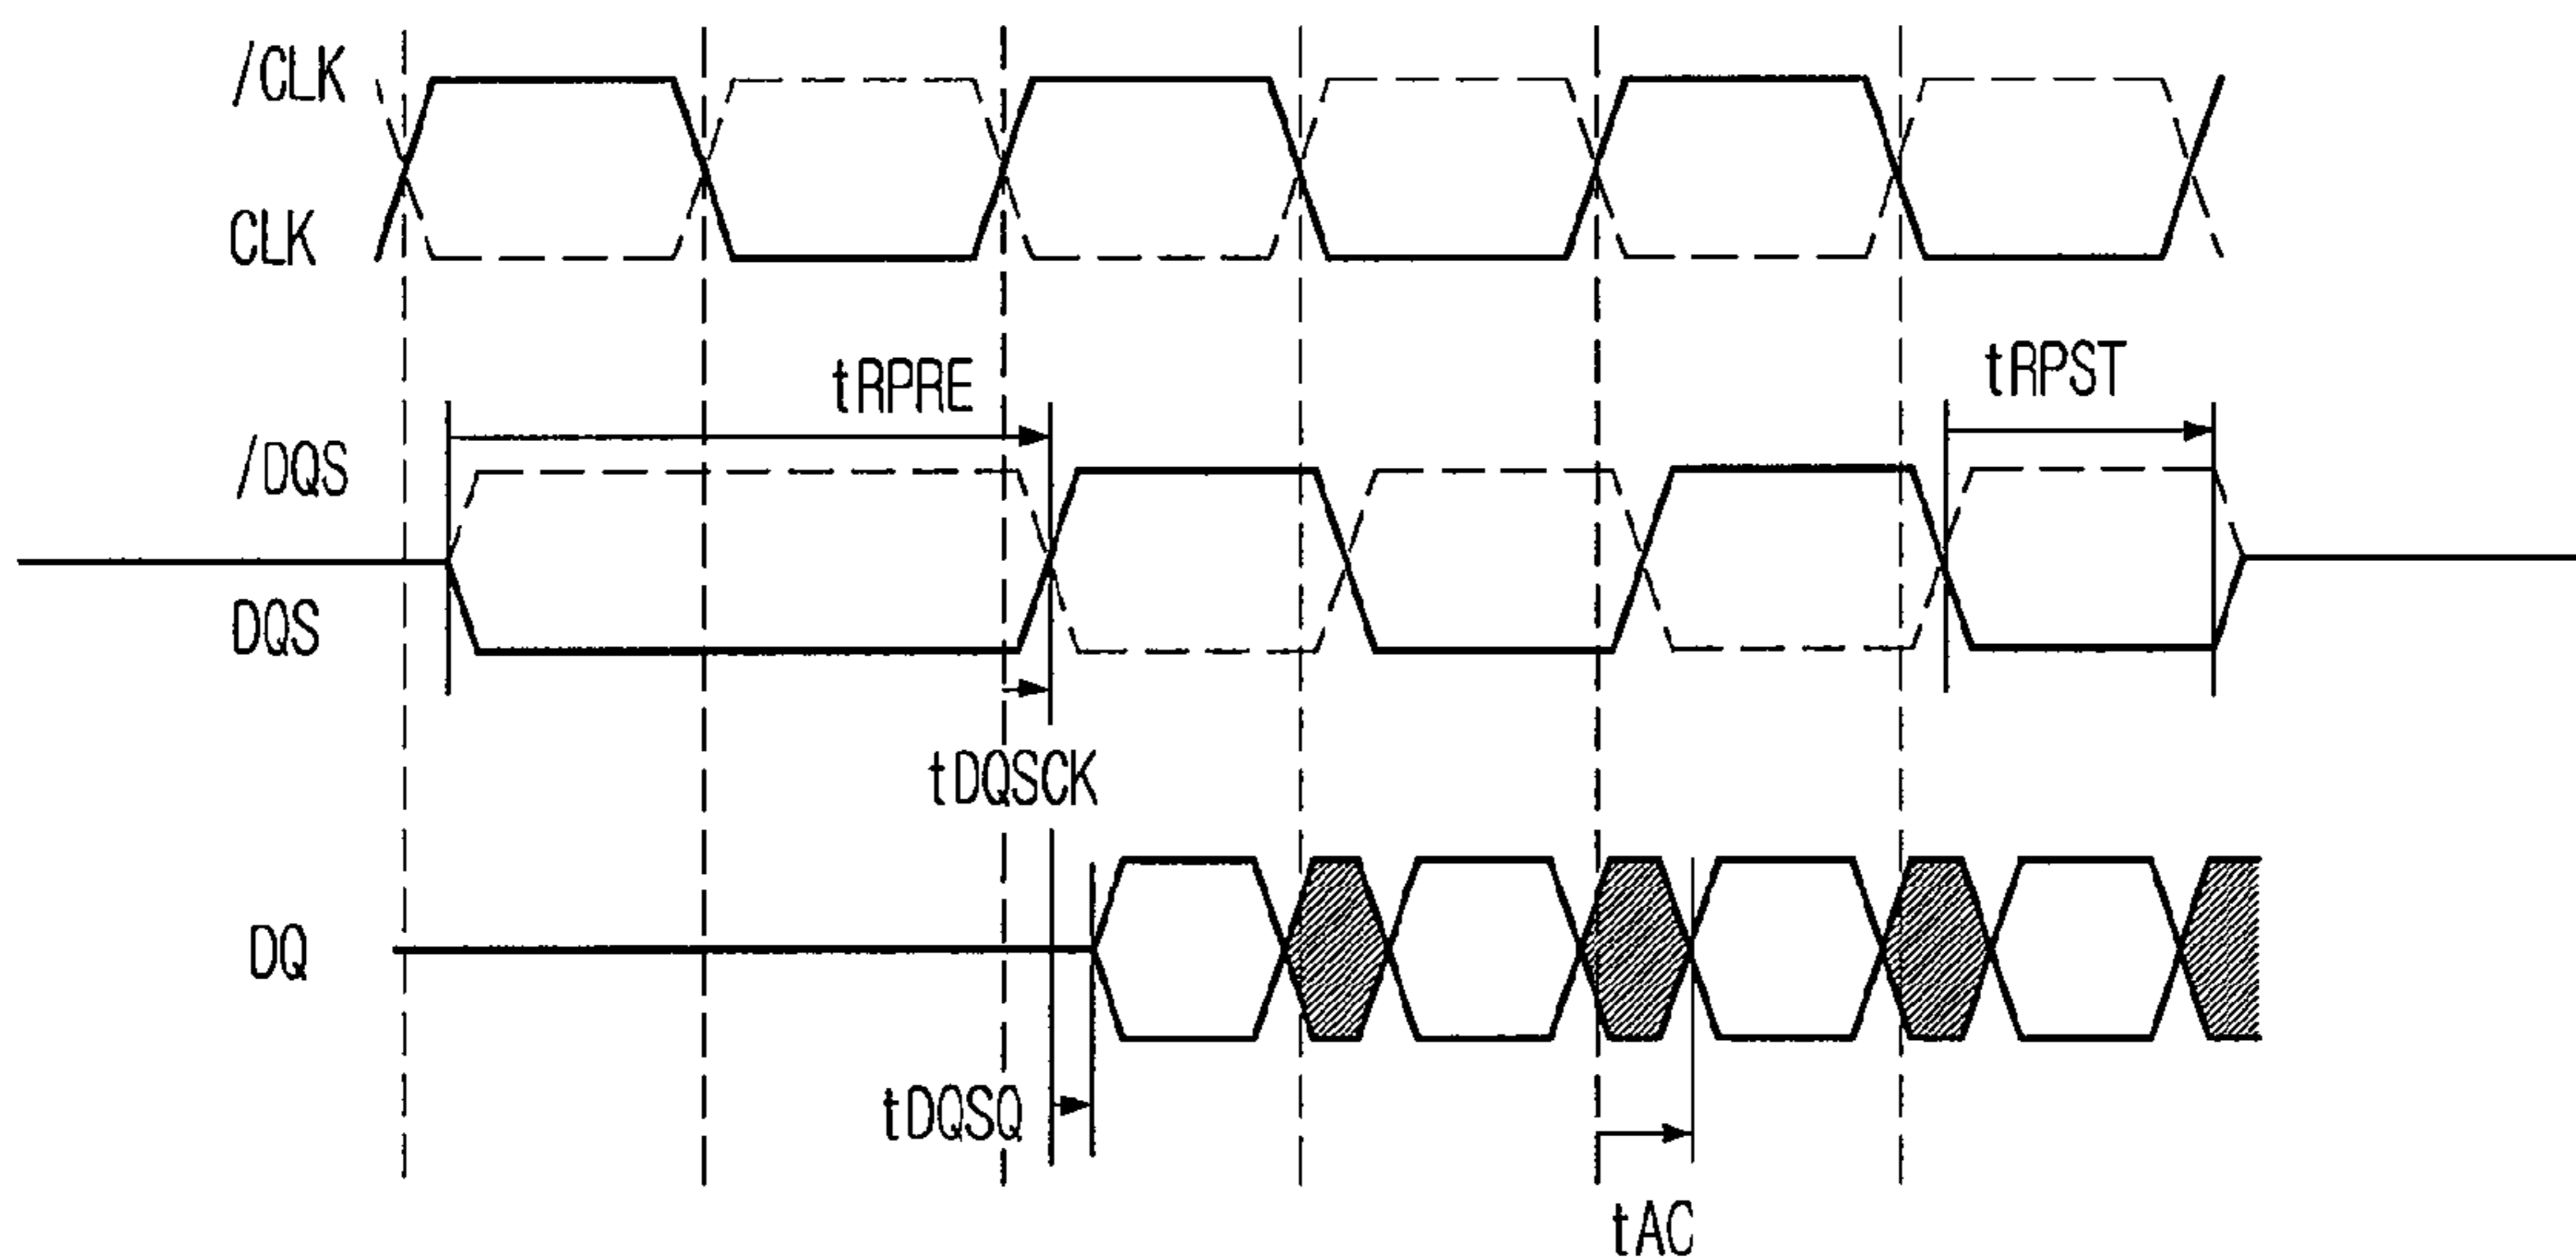 /CLK
CLK
tRPRE
tRPST
/DQS
DQS
tDQSCK
DQ
tDQSQ
tAC